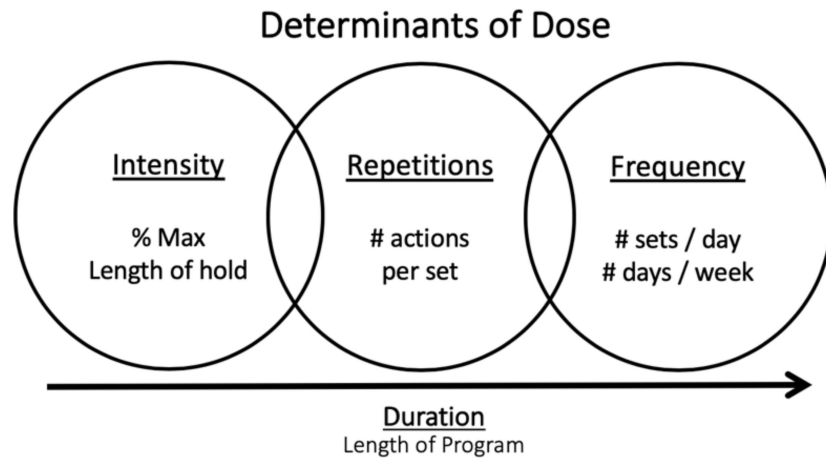 Determinants of Dose
Intensity
% Max
Length of hold
Repetitions
# actions
per set
Frequency
# sets / day
# days / week
Duration
Length of Program